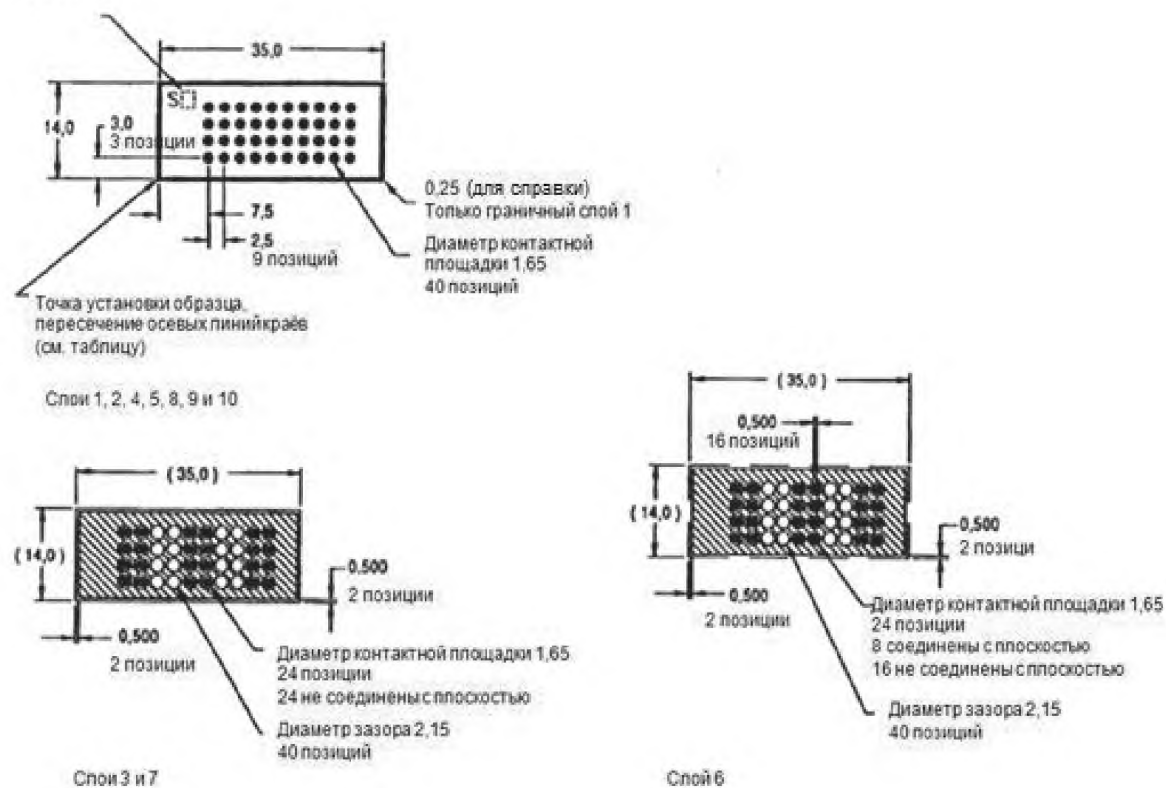 35,0
S
14,0
3,0
3 позиции
0,25 (для справки)
Только граничный слой 1
7,5
2,5
9 позиций
Диаметр контактной
площадки 1,65
40 позиций
Точка установки образца,
пересечение осевых линийкраёв
(см. таблицу)
Слои 1, 2, 4, 5, 8, 9 и 10
( 35,0 )
0,500
16 позиций
( 14,0 )
0,500
2 позици
0,500
2 позиции
Диаметр контактной площадки 1,65
24 позиции
8 соединены с плоскостью
16 не соединены с плоскостью
Диаметр зазора 2,15
40 позиций
Слой 6
( 35,0 )
( 14,0 )
0.500
2 позиции
0,500
2 позиции
Диаметр контактной площадки 1,65
24 позиции
24 не соединены с плоскостью
Диаметр зазора 2,15
40 позиций
Слои 3 и 7